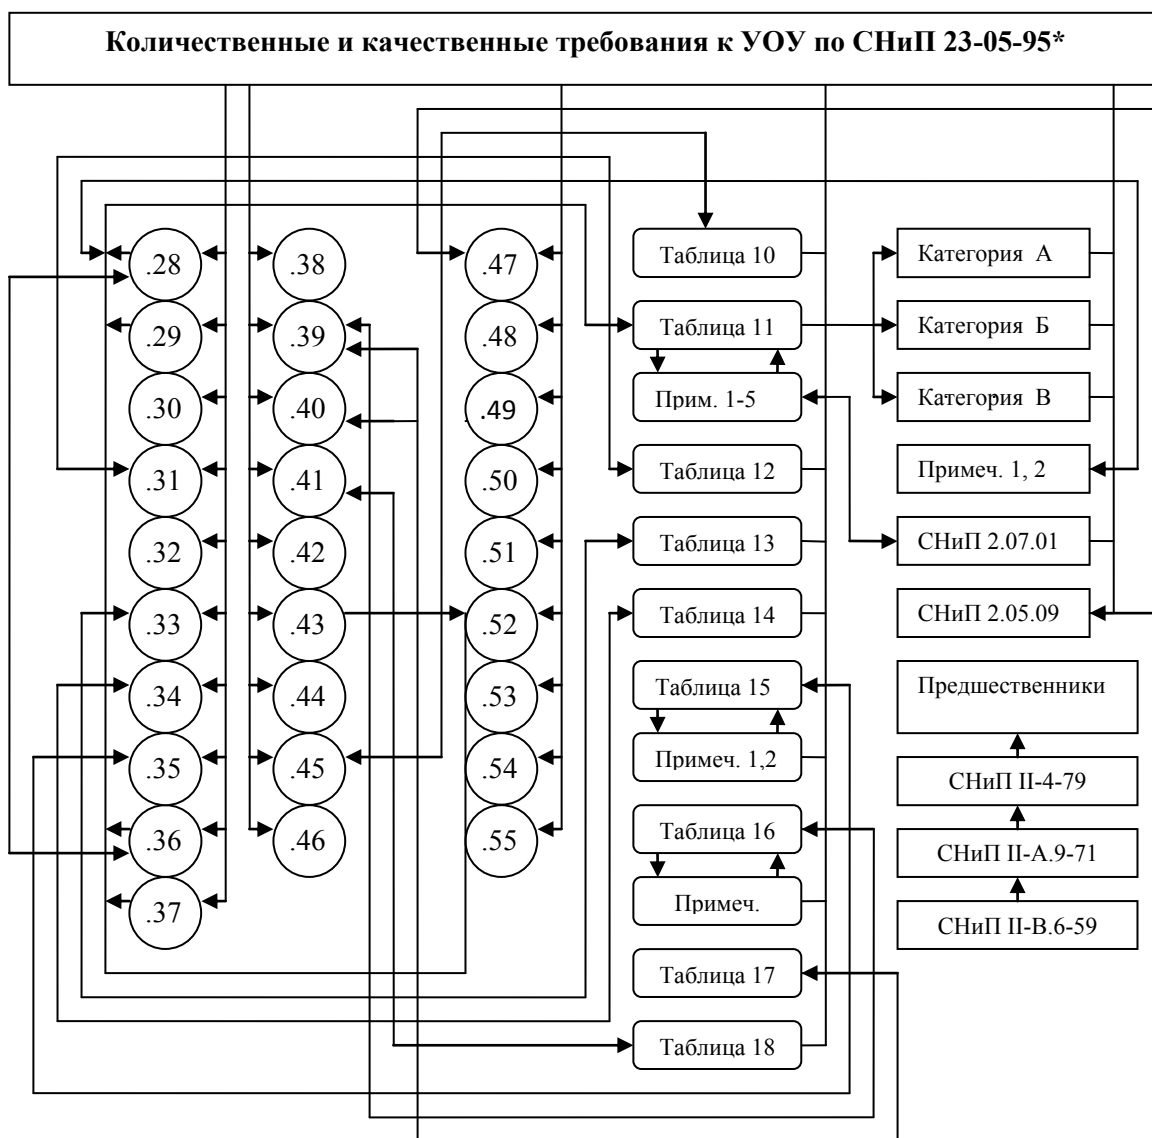 Количественные и качественные требования к УОУ по СНиП 23-05-95*
.28
.29
.30
.31
.32
.33
.34
.35
.36
.37
.38
.39
.40
.41
.42
.43
.44
.45
.46
.47
.48
.49
.50
.51
.52
.53
.54
.55
Таблица 10
Таблица 11
Прим. 1-5
Таблица 12
Таблица 13
Таблица 14
Таблица 15
Примеч. 1,2
Таблица 16
Примеч.
Таблица 17
Таблица 18
Категория А
Категория Б
Категория В
Примеч. 1, 2
СНиП 2.07.01
СНиП 2.05.09
Предшественники
СНиП II-4-79
СНиП II-А.9-71
СНиП II-В.6-59